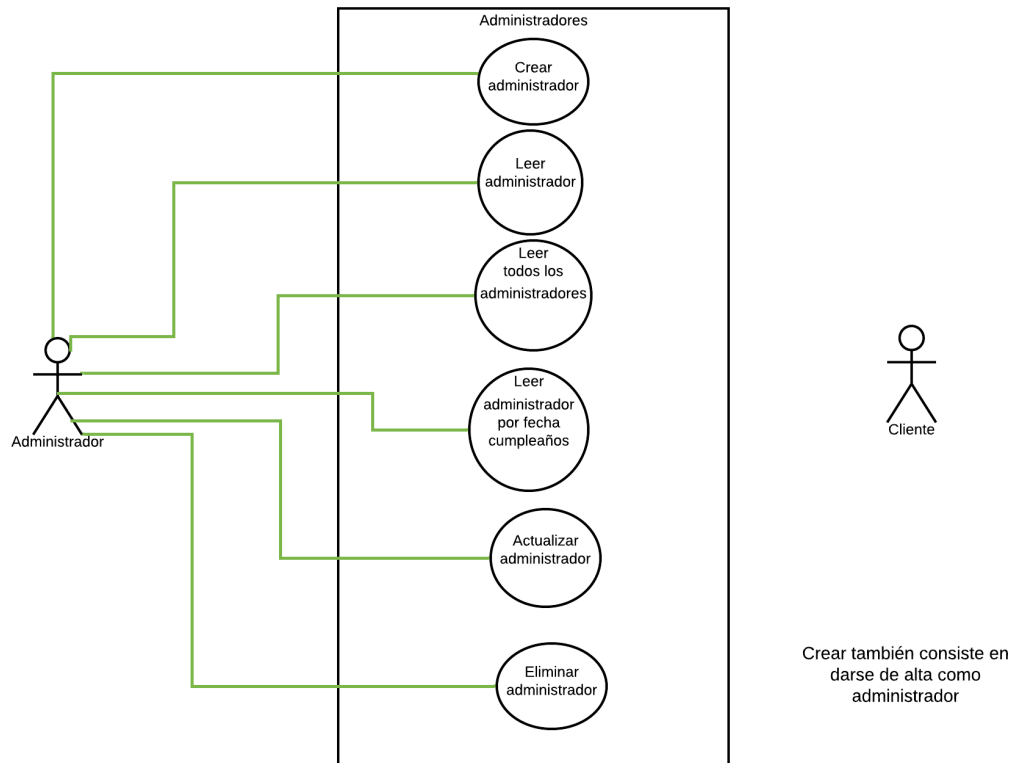 Administradores
Crear
administrador
Leer
administrador
Leer
todos los
administradores
Leer
administrador
por fecha
cumpleaños
Administrador
Cliente
Actualizar
administrador
Crear también consiste en
darse de alta como
administrador
Eliminar
administrador